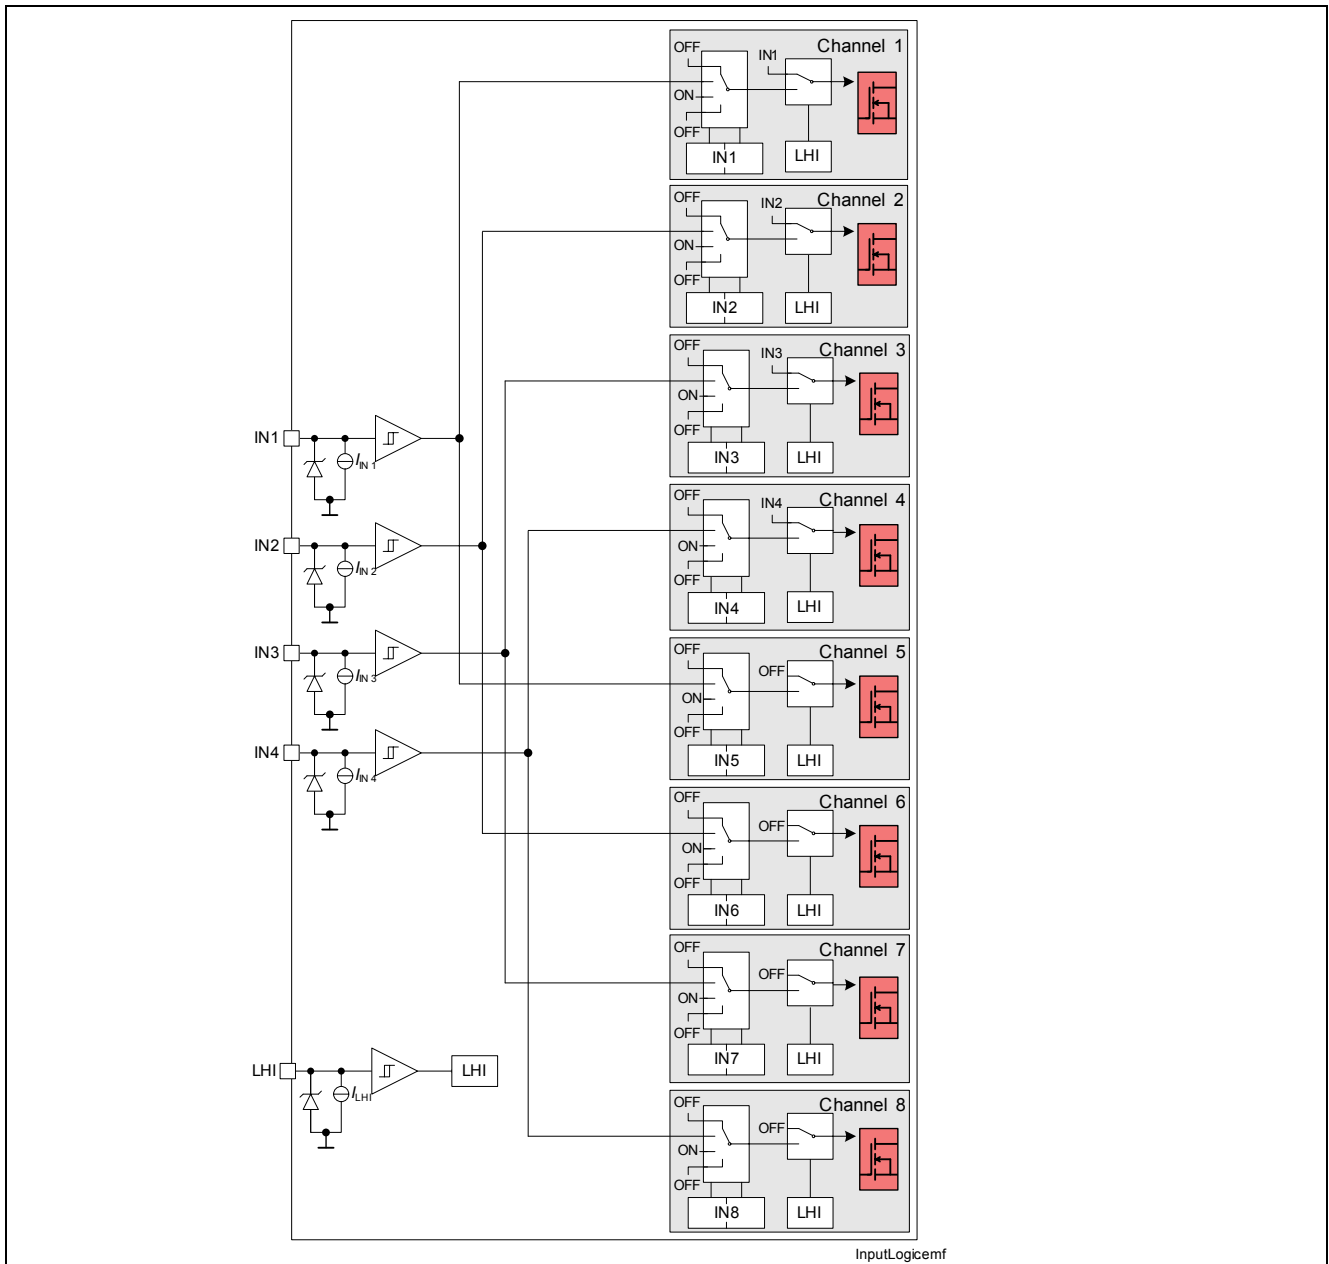 OFF
IN1
Channel 1
ON
OFF
IN1
LHI
OFF
IN2
Channel 2
ON
OFF
IN2
LHI
OFF
IN3
Channel 3
ON
OFF
IN3
LHI
OFF
IN4
Channel 4
ON
OFF
IN4
LHI
OFF
OFF
Channel 5
ON
OFF
IN5
LHI
OFF
OFF
Channel 6
ON
OFF
IN6
LHI
OFF
OFF
Channel 7
ON
OFF
IN7
LHI
OFF
OFF
Channel 8
ON
OFF
IN8
LHI
IN1
IIN 1
IN2
IIN 2
IN3
IIN 3
IN4
IIN 4
LHI
ILHI
LHI
InputLogicemf